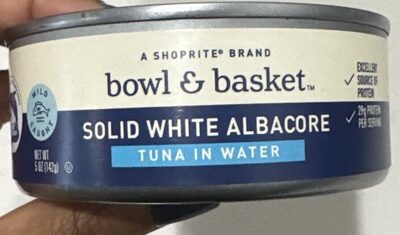 A SHOPRITE® BRAND
bowl & basket™
SOLID WHITE ALBACORE
TUNA IN WATER
WILD
CAUGHT
NET WT
5 OZ (142g)
EXCELLENT
SOURCE OF
PROTEIN
29g PROTEIN
PER SERVING